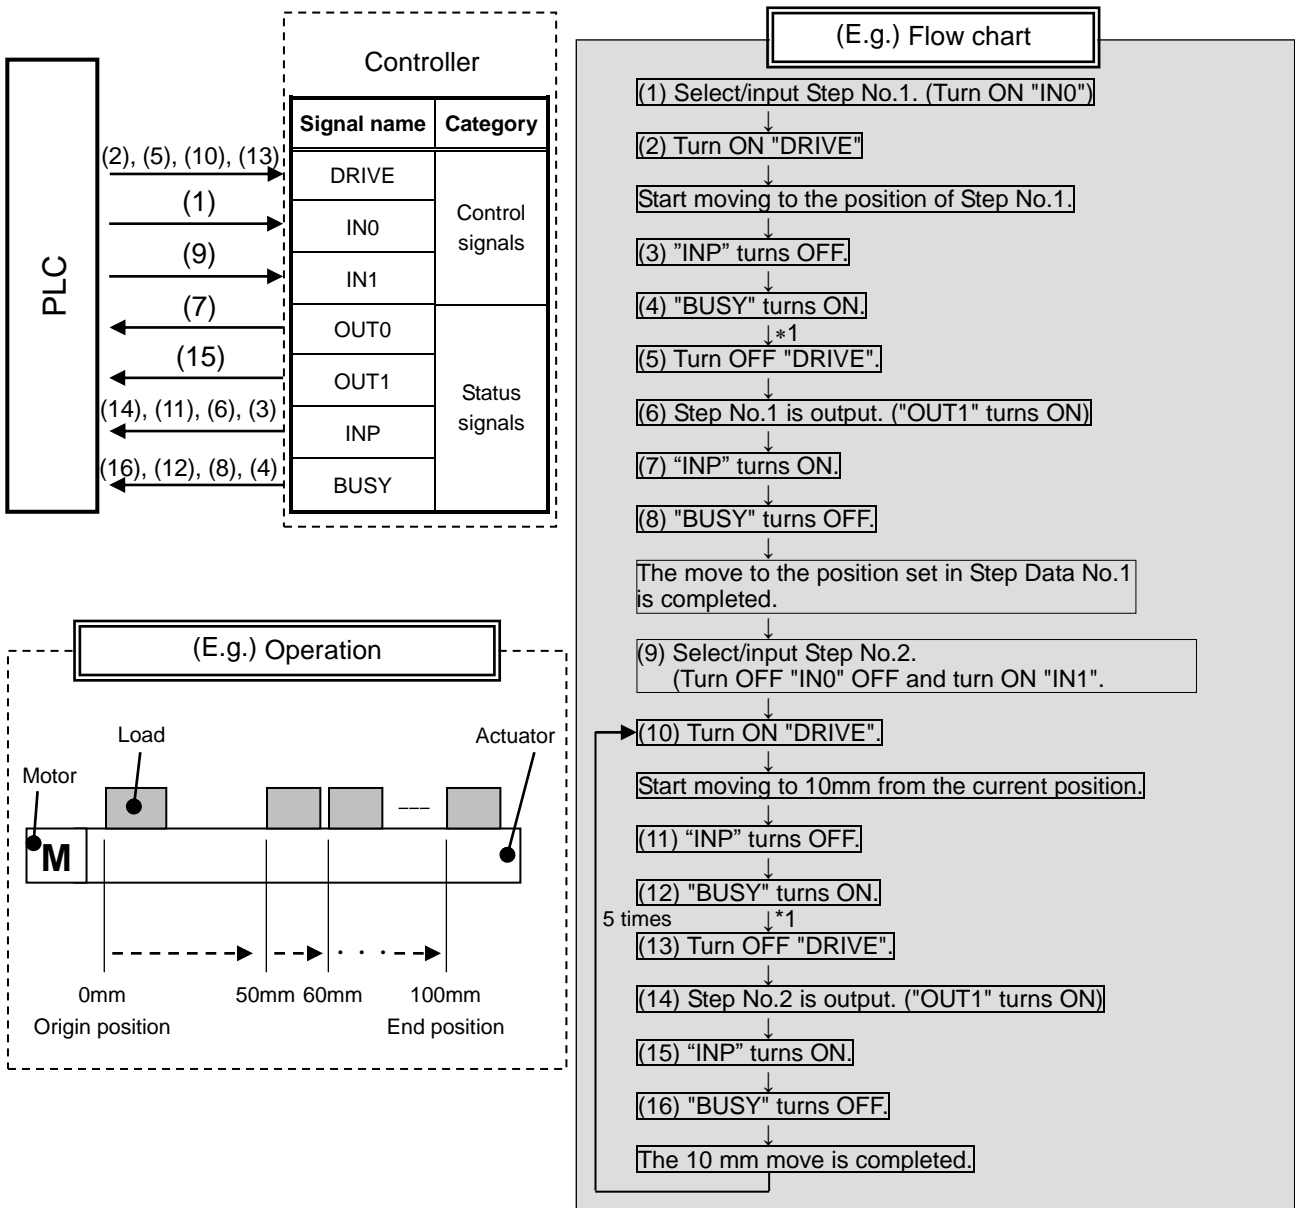 Controller
Signal name Category
DRIVE
IN0
IN1
Control
signals
OUT0
OUT1
INP
BUSY
Status
signals
PLC
(2), (5), (10), (13)
(1)
(9)
(7)
(15)
(14), (11), (6), (3)
(16), (12), (8), (4)
(E.g.) Operation
Load
Actuator
Motor
M
0mm
50mm 60mm
100mm
Origin position
End position
(E.g.) Flow chart
(1) Select/input Step No.1. (Turn ON "IN0")
↓
(2) Turn ON "DRIVE"
↓
Start moving to the position of Step No.1.
↓
(3) ”INP” turns OFF.
↓
(4) "BUSY" turns ON.
↓*1
(5) Turn OFF "DRIVE".
↓
(6) Step No.1 is output. ("OUT1" turns ON)
↓
(7) “INP” turns ON.
↓
(8) "BUSY" turns OFF.
↓
The move to the position set in Step Data No.1
is completed.
↓
(9) Select/input Step No.2.
(Turn OFF "IN0" OFF and turn ON "IN1".
↓
(10) Turn ON "DRIVE".
↓
Start moving to 10mm from the current position.
↓
(11) “INP” turns OFF.
↓
(12) "BUSY" turns ON.
5 times
↓*1
(13) Turn OFF "DRIVE".
↓
(14) Step No.2 is output. ("OUT1" turns ON)
↓
(15) “INP” turns ON.
↓
(16) "BUSY" turns OFF.
↓
The 10 mm move is completed.